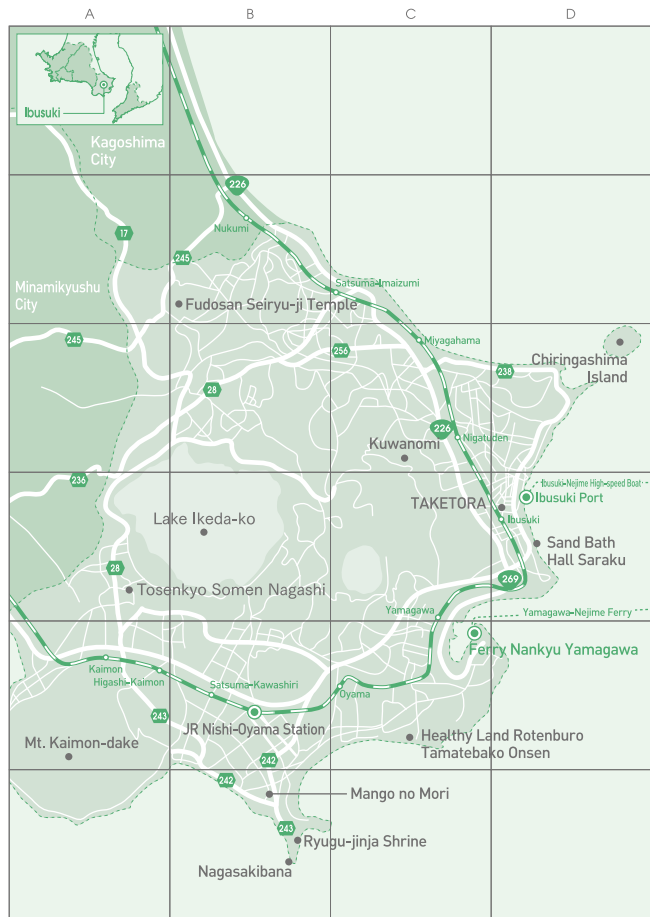 A
B
C
D
Ibusuki
Kagoshima
City
226
17
Nukumi
245
Satsuma-Imaizumi
Minamikyushu
City
Fudosan Seiryu-ji Temple
245
256
Miyagahama
Chiringashima
Island
238
28
226
Nigatuden
Kuwanomi
236
Ibusuki-Nejime High-speed Boat
Ibusuki Port
TAKETORA
Ibusuki
Lake Ikeda-ko
Sand Bath
Hall Saraku
28
269
Tosenkyo Somen Nagashi
Yamagawa
Yamagawa-Nejime Ferry
Ferry Nankyu Yamagawa
Kaimon
Higashi-Kaimon
Satsuma-Kawashiri
Oyama
243
JR Nishi-Oyama Station
Mt. Kaimon-dake
Healthy Land Rotenburo
Tamatebako Onsen
242
242
Mango no Mori
243
Ryugu-jinja Shrine
Nagasakibana